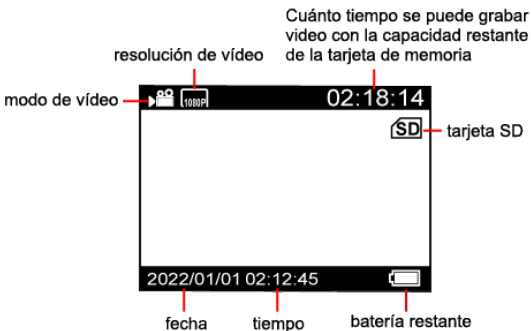 Cuánto tiempo se puede grabar
video con la capacidad restante
de la tarjeta de memoria
resolución de vídeo
modo de vídeo
1080P
02:18:14
SD
tarjeta SD
2022/01/01 02:12:45
fecha
tiempo
batería restante